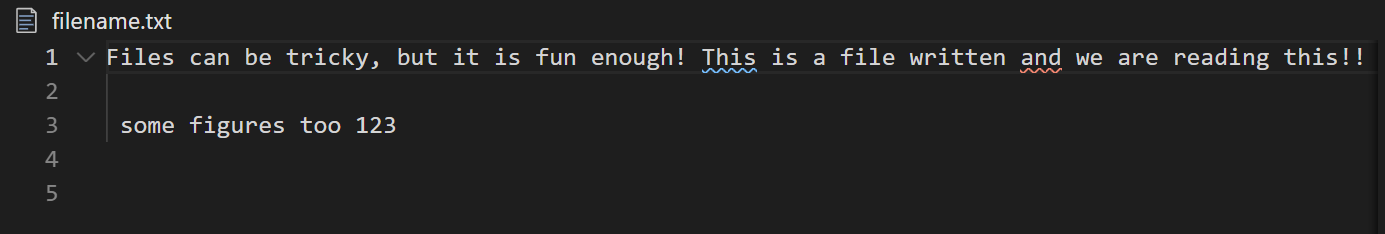 filename.txt
1 Files can be tricky, but it is fun enough! This is a file written and we are reading this!!
2
3 some figures too 123
4
5